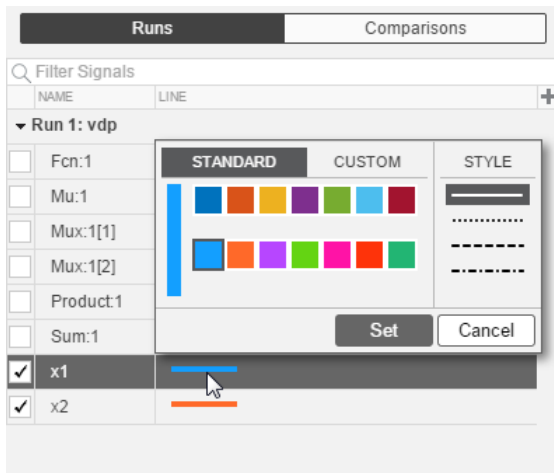 Runs Comparisons
Filter Signals
NAME LINE
Run 1: vdp
Fcn:1
Mu:1
Mux:1[1]
Mux:1[2]
Product:1
Sum:1
x1
x2
STANDARD CUSTOM STYLE
Set Cancel